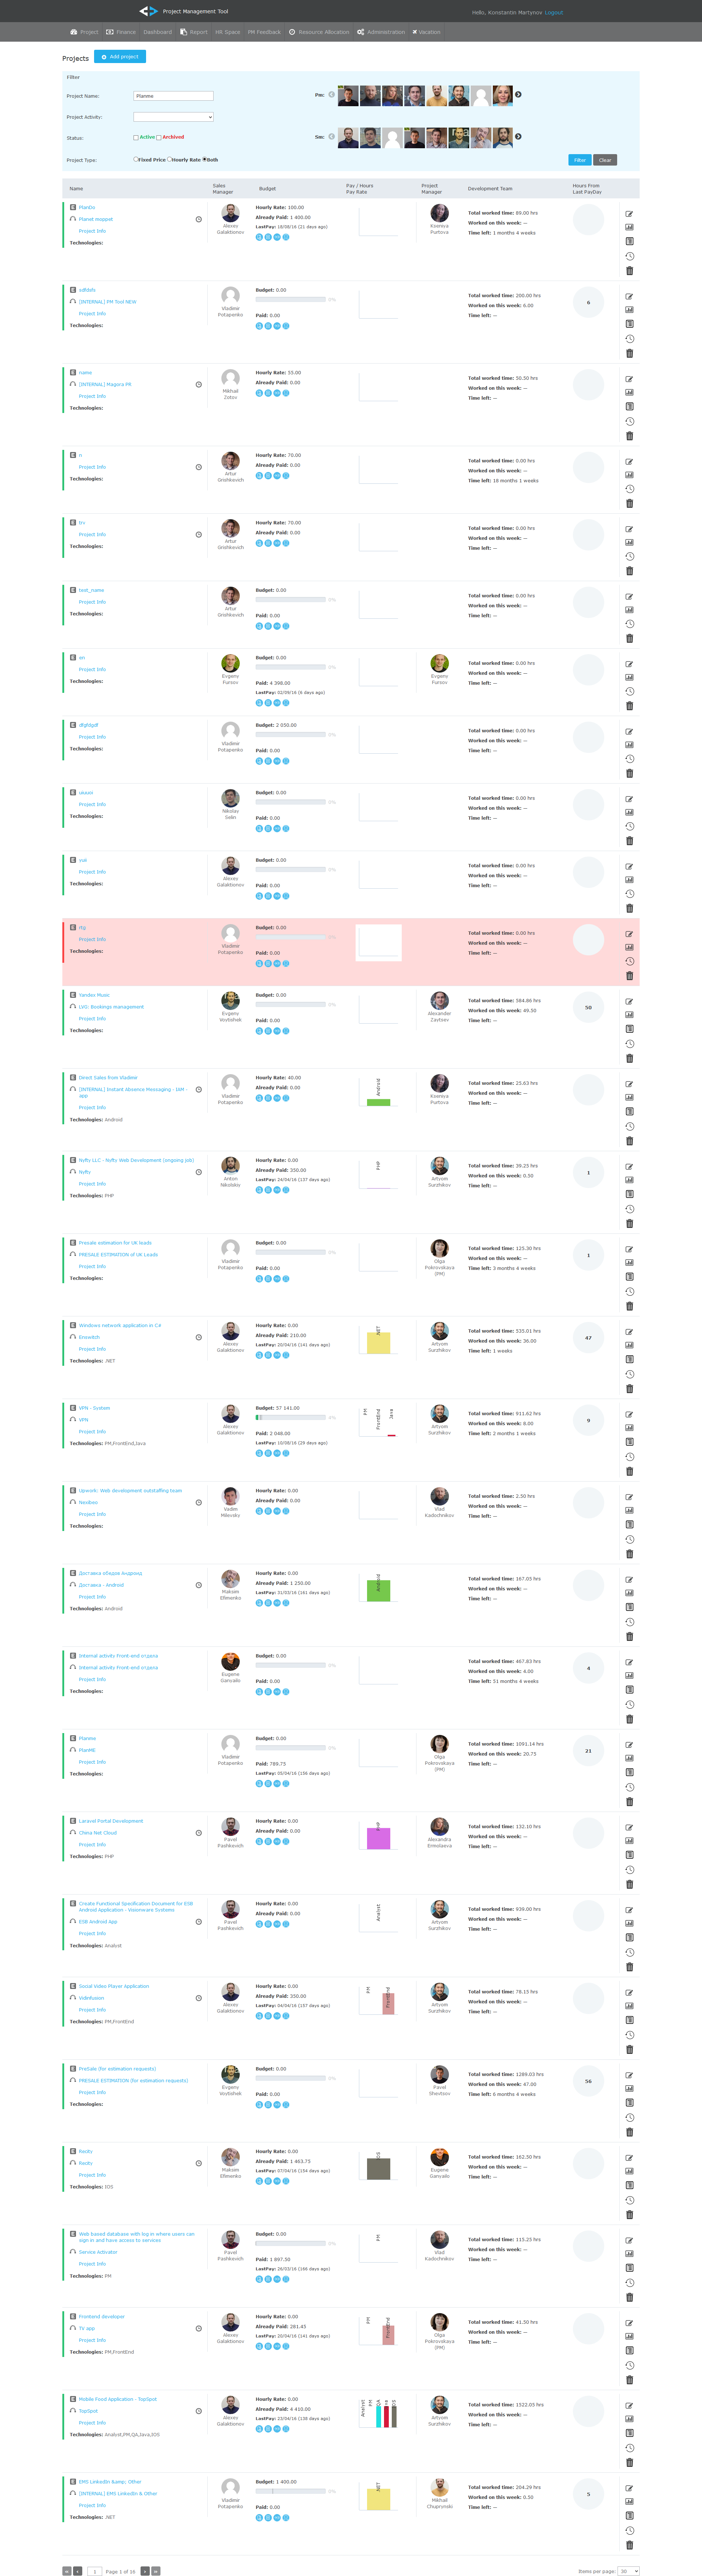 Project Management Tool
Hello, Konstantin Martynov Logout
Project Finance Dashboard Report HR Space PM Feedback Resource Allocation Administration Vacation
Projects Add project
Filter
Project Name: Planme
Pm:
Project Activity:
Status: Active Archived
Sm:
Project Type: Fixed Price Hourly Rate Both
Filter Clear
Name Sales Manager Budget Pay / Hours Pay Rate Project Manager Development Team Hours From Last PayDay
PlanDo
Planet moppet
Project Info
Technologies:
Alexey Galaktionov
Hourly Rate: 100.00
Already Paid: 1 400.00
LastPay: 18/08/16 (21 days ago)
Kseniya Purtova
Total worked time: 89.00 hrs
Worked on this week: —
Time left: 1 months 4 weeks
[INTERNAL] PM Tool NEW
Project Info
Technologies:
Vladimir Potapenko
Budget: 0.00
0%
Paid: 0.00
Total worked time: 200.00 hrs
Worked on this week: 6.00
Time left: —
6
name
[INTERNAL] Magora PR
Project Info
Technologies:
Mikhail Zotov
Hourly Rate: 55.00
Already Paid: 0.00
Total worked time: 50.50 hrs
Worked on this week: —
Time left: —
Project Info
Technologies:
Artur Grishkevich
Hourly Rate: 70.00
Already Paid: 0.00
Total worked time: 0.00 hrs
Worked on this week: —
Time left: 18 months 1 weeks
Project Info
Technologies:
Artur Grishkevich
Hourly Rate: 70.00
Already Paid: 0.00
Total worked time: 0.00 hrs
Worked on this week: —
Time left: —
test_name
Project Info
Technologies:
Artur Grishkevich
Budget: 0.00
0%
Paid: 0.00
Total worked time: 0.00 hrs
Worked on this week: —
Time left: —
Project Info
Technologies:
Evgeny Fursov
Budget: 0.00
0%
Paid: 4 398.00
LastPay: 02/09/16 (6 days ago)
Evgeny Fursov
Total worked time: 0.00 hrs
Worked on this week: —
Time left: —
dfgfdgdf
Project Info
Technologies:
Vladimir Potapenko
Budget: 2 050.00
0%
Paid: 0.00
Total worked time: 0.00 hrs
Worked on this week: —
Time left: —
Project Info
Technologies:
Nikolay Selin
Budget: 0.00
0%
Paid: 0.00
Total worked time: 0.00 hrs
Worked on this week: —
Time left: —
Project Info
Technologies:
Alexey Galaktionov
Budget: 0.00
0%
Paid: 0.00
Total worked time: 0.00 hrs
Worked on this week: —
Time left: —
Project Info
Technologies:
Vladimir Potapenko
Budget: 0.00
Paid: 0.00
Total worked time: 0.00 hrs
Worked on this week: —
Time left: —
Yandex Music
LVG: Bookings management
Project Info
Technologies:
Evgeny Voytishek
Budget: 0.00
0%
Paid: 0.00
Alexander Zavtsev
Total worked time: 584.86 hrs
Worked on this week: 49.50
Time left: —
50
Direct Sales from Vladimir
[INTERNAL] Instant Absence Messaging - IAM - app
Project Info
Technologies: Android
Vladimir Potapenko
Hourly Rate: 40.00
Already Paid: 0.00
Android
Kseniya Purtova
Total worked time: 25.63 hrs
Worked on this week: —
Time left: —
Nyfty LLC - Nyfty Web Development (ongoing job)
Nyfty
Project Info
Technologies: PHP
Anton Nikolskiy
Hourly Rate: 0.00
Already Paid: 350.00
LastPay: 24/04/16 (137 days ago)
PHP
Artyom Surzhikov
Total worked time: 39.25 hrs
Worked on this week: 0.50
Time left: —
1
Presale estimation for UK leads
PRESALE ESTIMATION of UK Leads
Project Info
Technologies:
Vladimir Potapenko
Budget: 0.00
0%
Paid: 0.00
Olga Pokrovskaya (PM)
Total worked time: 125.30 hrs
Worked on this week: —
Time left: 3 months 4 weeks
1
Windows network application in C#
Enswitch
Project Info
Technologies: .NET
Alexey Galaktionov
Hourly Rate: 0.00
Already Paid: 210.00
LastPay: 20/04/16 (141 days ago)
.NET
Artyom Surzhikov
Total worked time: 535.01 hrs
Worked on this week: 36.00
Time left: 1 weeks
47
VPN - System
VPN
Project Info
Technologies: PM,FrontEnd,Java
Alexey Galaktionov
Budget: 57 141.00
Paid: 2 048.00
LastPay: 10/08/16 (29 days ago)
PM FrontEnd Java
Artyom Surzhikov
Total worked time: 911.62 hrs
Worked on this week: 8.00
Time left: 2 months 1 weeks
9
Upwork: Web development outstaffing team
Nexibeo
Project Info
Technologies:
Vadim Milevsky
Hourly Rate: 0.00
Already Paid: 0.00
Vlad Kadochnikov
Total worked time: 2.50 hrs
Worked on this week: —
Time left: —
Доставка обедов Андроид
Доставка - Android
Project Info
Technologies: Android
Maksim Efimenko
Hourly Rate: 0.00
Already Paid: 1 250.00
LastPay: 31/03/16 (161 days ago)
Android
Total worked time: 167.05 hrs
Worked on this week: —
Time left: —
Internal activity Front-end отдела
Internal activity Front-end отдела
Project Info
Technologies:
Eugene Ganyailo
Budget: 0.00
0%
Paid: 0.00
Total worked time: 467.83 hrs
Worked on this week: 4.00
Time left: 51 months 4 weeks
4
Planme
PlanME
Project Info
Technologies:
Vladimir Potapenko
Budget: 0.00
0%
Paid: 789.75
LastPay: 05/04/16 (156 days ago)
Olga Pokrovskaya (PM)
Total worked time: 1091.14 hrs
Worked on this week: 20.75
Time left: —
21
Laravel Portal Development
China Net Cloud
Project Info
Technologies: PHP
Pavel Pashkevich
Hourly Rate: 0.00
Already Paid: 0.00
PHP
Alexandra Ermolaeva
Total worked time: 132.10 hrs
Worked on this week: —
Time left: —
Create Functional Specification Document for ESB Android Application - Visionware Systems
ESB Android App
Project Info
Technologies: Analyst
Pavel Pashkevich
Hourly Rate: 0.00
Already Paid: 0.00
Analyst
Artyom Surzhikov
Total worked time: 939.00 hrs
Worked on this week: —
Time left: —
Social Video Player Application
Vidinfusion
Project Info
Technologies: PM,FrontEnd
Alexey Galaktionov
Hourly Rate: 0.00
Already Paid: 350.00
LastPay: 04/04/16 (157 days ago)
PM FrontEnd
Artyom Surzhikov
Total worked time: 78.15 hrs
Worked on this week: —
Time left: —
PreSale (for estimation requests)
PRESALE ESTIMATION (for estimation requests)
Project Info
Technologies:
Evgeny Voytishek
Budget: 0.00
0%
Paid: 0.00
Pavel Shovtsov
Total worked time: 1289.03 hrs
Worked on this week: 47.00
Time left: 6 months 4 weeks
56
Reoty
Reoty
Project Info
Technologies: IOS
Maksim Efimenko
Hourly Rate: 0.00
Already Paid: 1 463.75
LastPay: 07/04/16 (154 days ago)
IOS
Eugene Ganyailo
Total worked time: 162.50 hrs
Worked on this week: —
Time left: —
Web based database with log in where users can sign in and have access to services
Service Activator
Project Info
Technologies: PM
Pavel Pashkevich
Budget: 0.00
0%
Paid: 1 897.50
LastPay: 26/03/16 (166 days ago)
PM
Vlad Kadochnikov
Total worked time: 115.25 hrs
Worked on this week: —
Time left: —
Frontend developer
TV app
Project Info
Technologies: PM,FrontEnd
Alexey Galaktionov
Hourly Rate: 0.00
Already Paid: 281.45
LastPay: 20/04/16 (141 days ago)
PM FrontEnd
Olga Pokrovskaya (PM)
Total worked time: 41.50 hrs
Worked on this week: —
Time left: —
Mobile Food Application - TopSpot
TopSpot
Project Info
Technologies: Analyst,PM,QA,Java,IOS
Alexey Galaktionov
Hourly Rate: 0.00
Already Paid: 4 410.00
LastPay: 23/04/16 (138 days ago)
Analyst PM QA Java IOS
Artyom Surzhikov
Total worked time: 1522.05 hrs
Worked on this week: —
Time left: —
EMS LinkedIn &amp; Other
[INTERNAL] EMS LinkedIn & Other
Project Info
Technologies: .NET
Vladimir Potapenko
Budget: 1 400.00
0%
Paid: 0.00
.NET
Mikhail Chuprynski
Total worked time: 204.29 hrs
Worked on this week: 0.50
Time left: —
5
1 Page 1 of 16
Items per page: 30